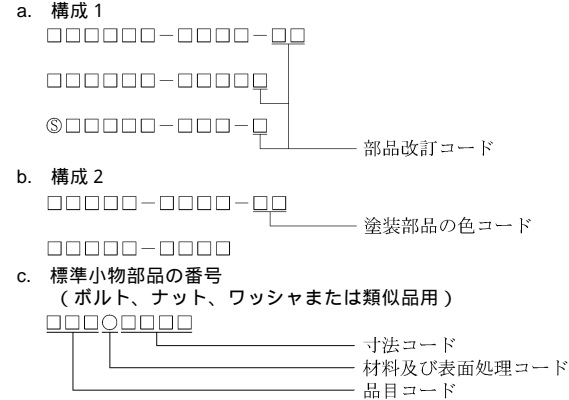 a. 構成 1
□□□□□□－□□□□－□□
□□□□□□－□□□□□
Ⓢ□□□□□－□□□－□
部品改訂コード
b. 構成 2
□□□□□－□□□□－□□
塗装部品の色コード
□□□□□－□□□□
c. 標準小物部品の番号
（ボルト、ナット、ワッシャまたは類似品用）
□□□○□□□□
寸法コード
材料及び表面処理コード
品目コード